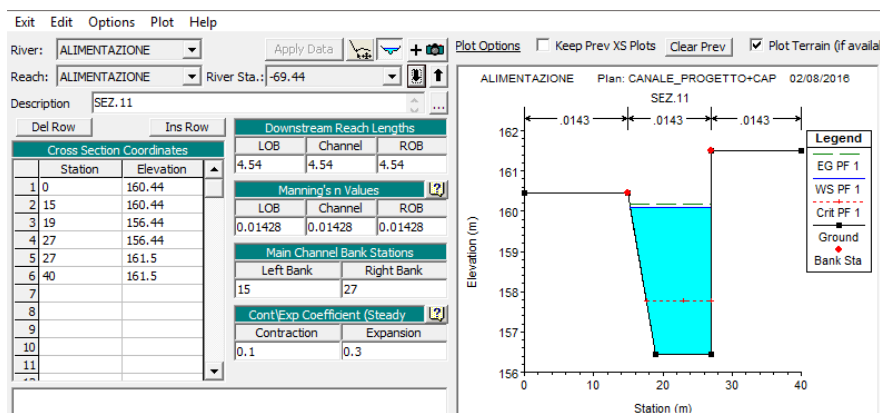 Exit Edit Options Plot Help
River: ALIMENTAZIONE Apply Data
Reach: ALIMENTAZIONE River Sta.: -69.44
Description SEZ.11 ...
Del Row Ins Row
Cross Section Coordinates
Station Elevation
1 0 160.44
2 15 160.44
3 19 156.44
4 27 156.44
5 27 161.5
6 40 161.5
7
8
9
10
11
Downstream Reach Lengths
LOB Channel ROB
4.54 4.54 4.54
Manning's n Values
LOB Channel ROB
0.01428 0.01428 0.01428
Main Channel Bank Stations
Left Bank Right Bank
15 27
Cont\Exp Coefficient (Steady
Contraction Expansion
0.1 0.3
Plot Options Keep Prev XS Plots Clear Prev Plot Terrain (if availal
ALIMENTAZIONE Plan: CANALE_PROGETTO+CAP 02/08/2016
SEZ.11
.0143 .0143 .0143
162
161
160
159
158
157
156
Elevation (m)
0 10 20 30 40
Station (m)
Legend
EG PF 1
WS PF 1
Crit PF 1
Ground
Bank Sta